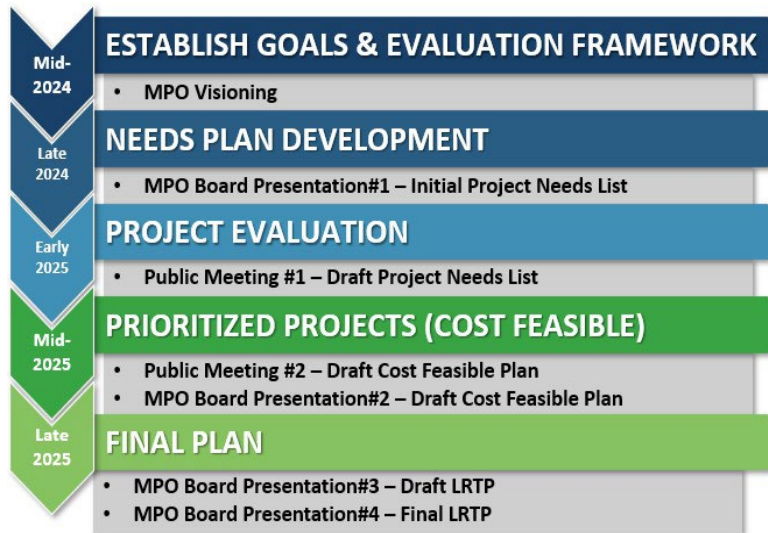 Mid-
2024
ESTABLISH GOALS & EVALUATION FRAMEWORK
• MPO Visioning
Late
2024
NEEDS PLAN DEVELOPMENT
• MPO Board Presentation#1 – Initial Project Needs List
Early
2025
PROJECT EVALUATION
• Public Meeting #1 – Draft Project Needs List
Mid-
2025
PRIORITIZED PROJECTS (COST FEASIBLE)
• Public Meeting #2 – Draft Cost Feasible Plan
• MPO Board Presentation#2 – Draft Cost Feasible Plan
Late
2025
FINAL PLAN
• MPO Board Presentation#3 – Draft LRTP
• MPO Board Presentation#4 – Final LRTP